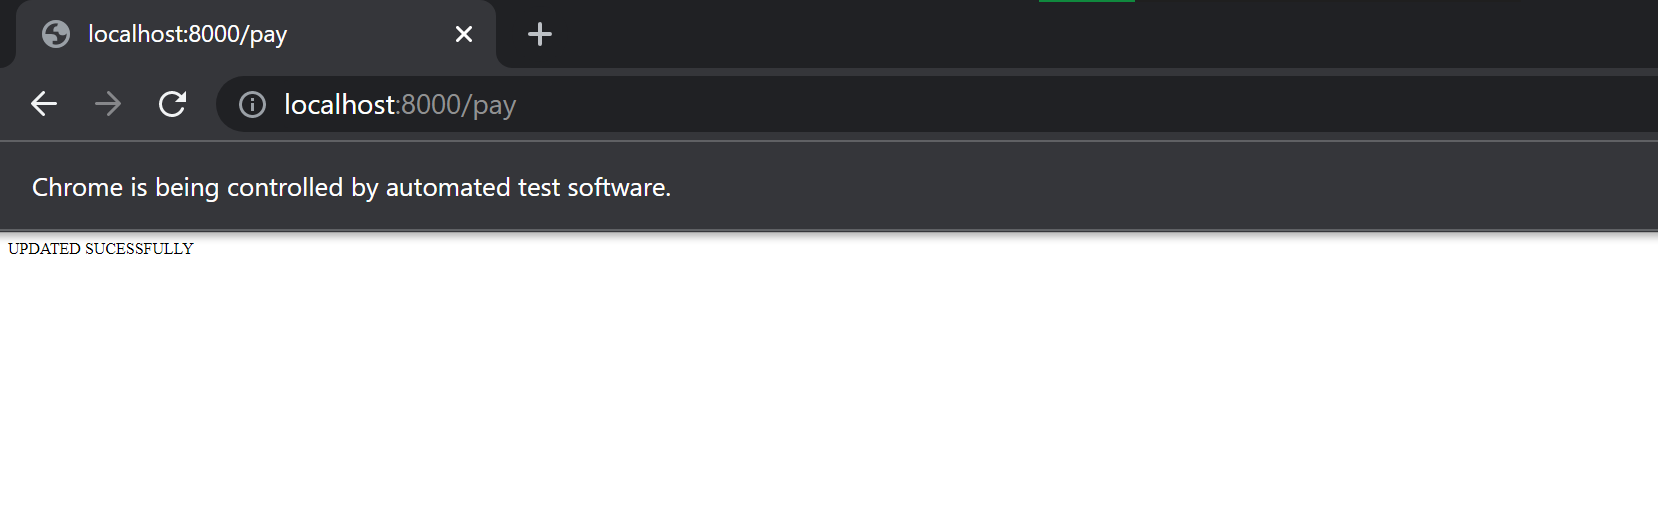 localhost:8000/pay
localhost:8000/pay
Chrome is being controlled by automated test software.
UPDATED SUCESSFULLY